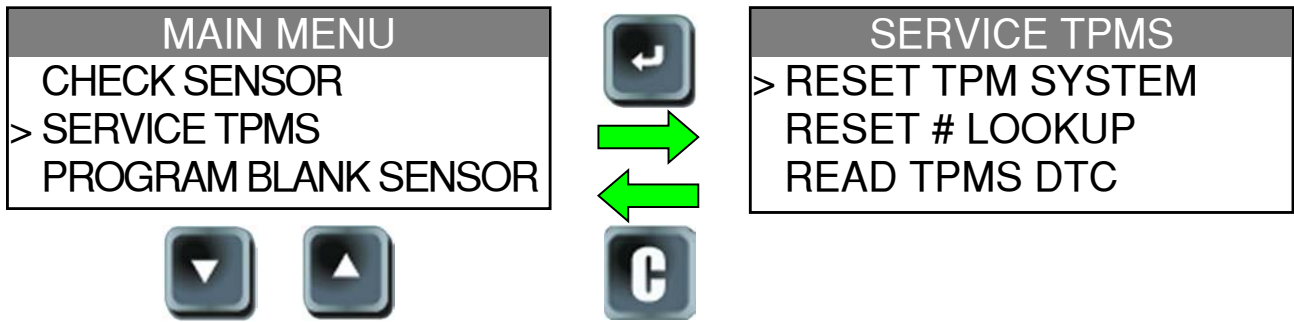 MAIN MENU
CHECK SENSOR
> SERVICE TPMS
PROGRAM BLANK SENSOR
C
SERVICE TPMS
> RESET TPM SYSTEM
RESET # LOOKUP
READ TPMS DTC